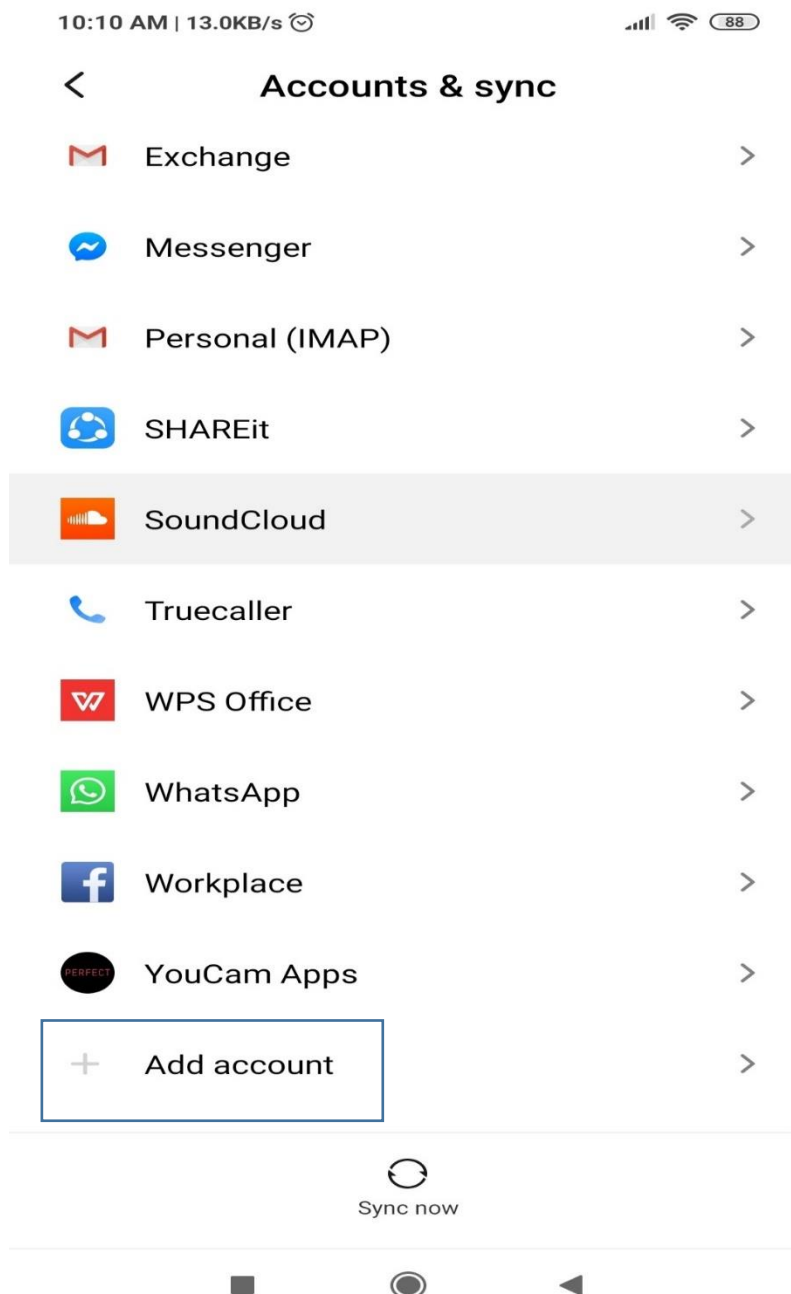 10:10 AM | 13.0KB/s
88
Accounts & sync
Exchange
Messenger
Personal (IMAP)
SHAREit
SoundCloud
Truecaller
WPS Office
WhatsApp
Workplace
PERFECT
YouCam Apps
Add account
Sync now